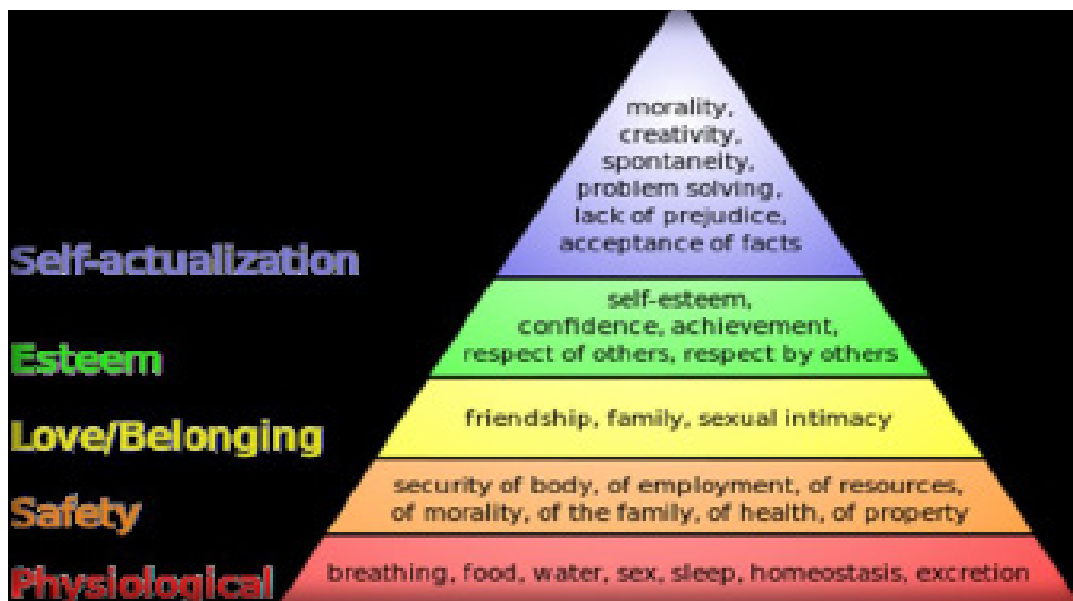 morality,
creativity,
spontaneity,
problem solving,
lack of prejudice,
acceptance of facts
Self-actualization
self-esteem,
confidence, achievement,
respect of others, respect by others
Esteem
friendship, family, sexual intimacy
Love/Belonging
security of body, of employment, of resources,
of morality, of the family, of health, of property
Safety
breathing, food, water, sex, sleep, homeostasis, excretion
Physiological